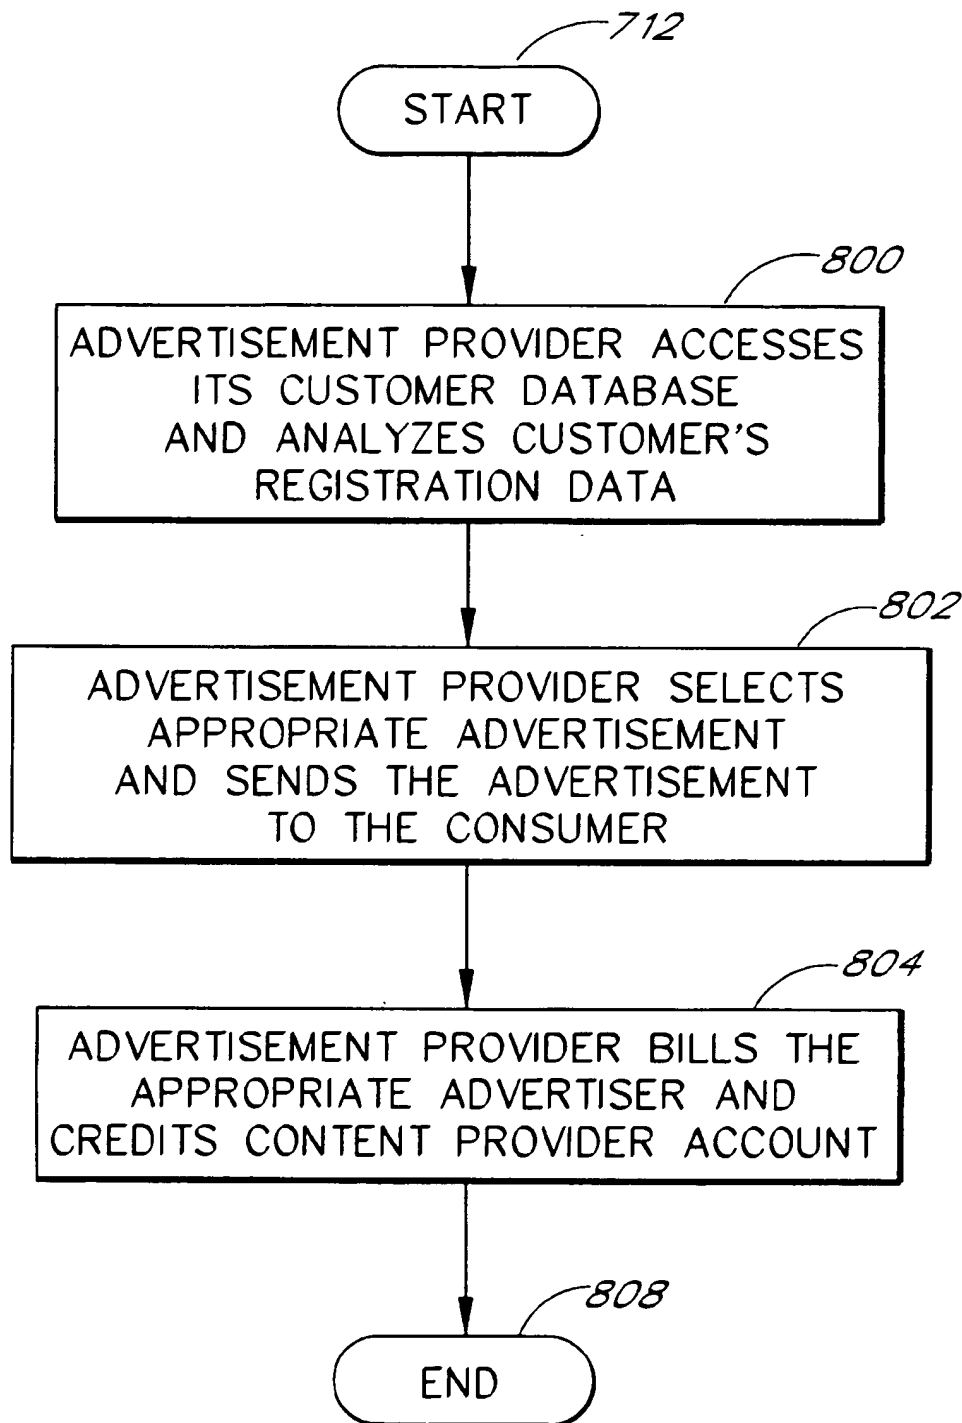 712
START
800
ADVERTISEMENT PROVIDER ACCESSES
ITS CUSTOMER DATABASE
AND ANALYZES CUSTOMER'S
REGISTRATION DATA
802
ADVERTISEMENT PROVIDER SELECTS
APPROPRIATE ADVERTISEMENT
AND SENDS THE ADVERTISEMENT
TO THE CONSUMER
804
ADVERTISEMENT PROVIDER BILLS THE
APPROPRIATE ADVERTISER AND
CREDITS CONTENT PROVIDER ACCOUNT
808
END